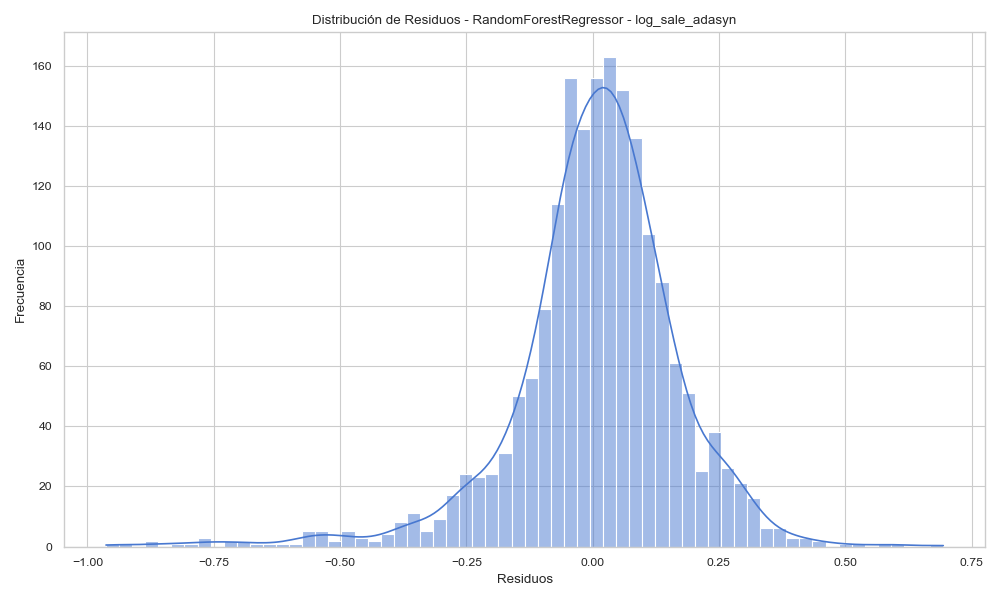 Distribución de Residuos - RandomForestRegressor - log_sale_adasyn
Frecuencia
160
140
120
100
80
60
40
20
0
−1.00 −0.75 −0.50 −0.25 0.00 0.25 0.50 0.75
Residuos